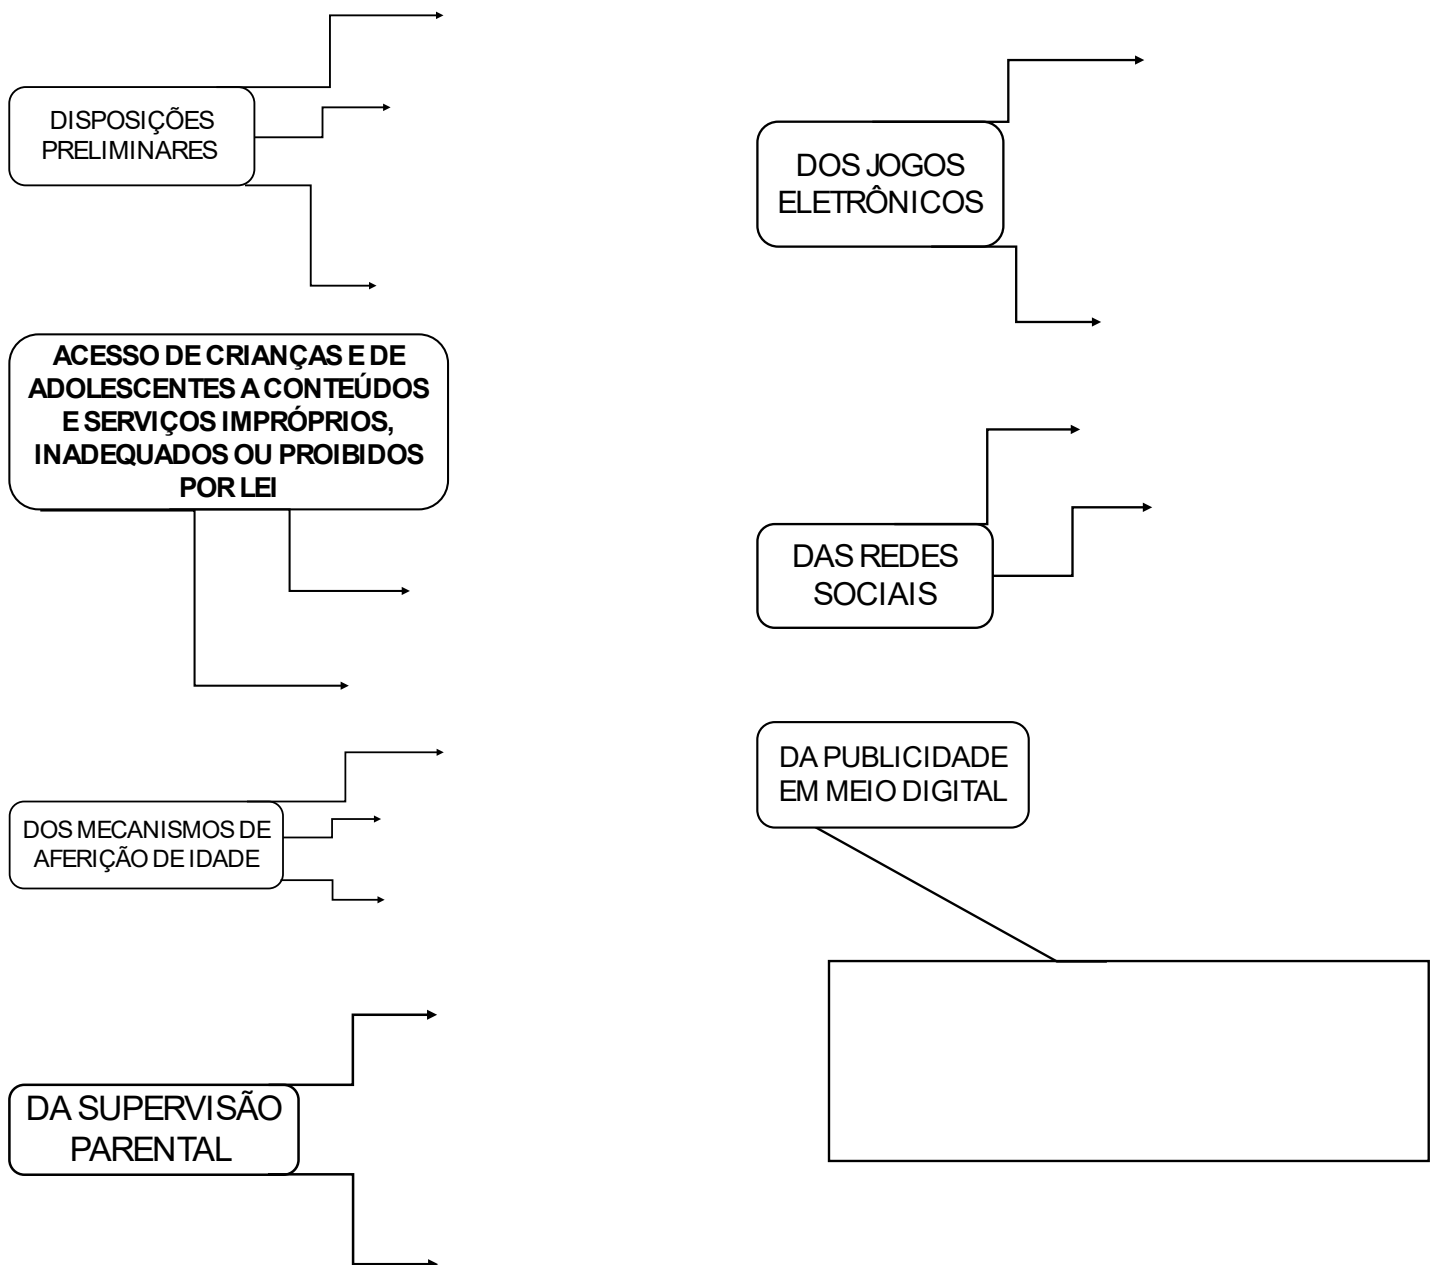 DISPOSIÇÕES
PRELIMINARES
ACESSO DE CRIANÇAS E DE
ADOLESCENTES A CONTEÚDOS
E SERVIÇOS IMPRÓPRIOS,
INADEQUADOS OU PROIBIDOS
POR LEI
DOS MECANISMOS DE
AFERIÇÃO DE IDADE
DA SUPERVISÃO
PARENTAL
DOS JOGOS
ELETRÔNICOS
DAS REDES
SOCIAIS
DA PUBLICIDADE
EM MEIO DIGITAL